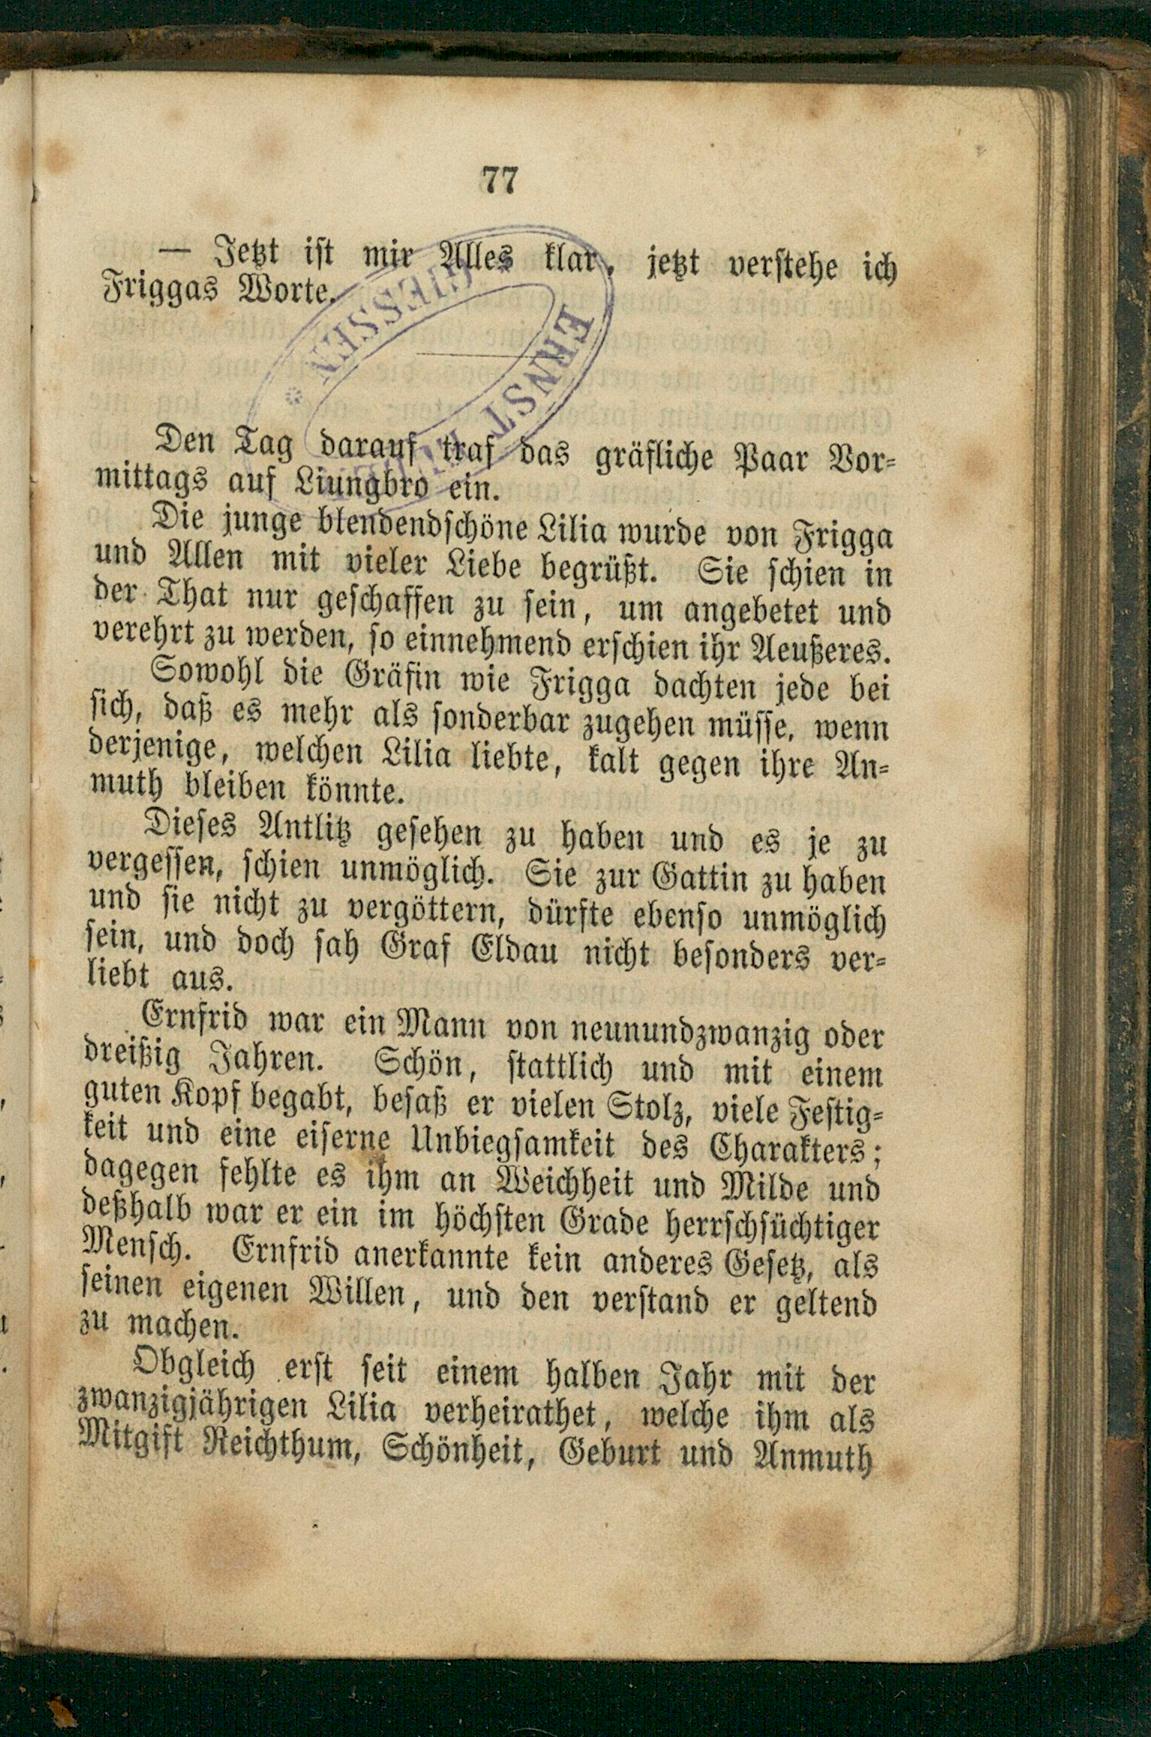 77
— Jetzt ist mir Alles klar, jetzt verstehe ich
Friggas Worte.
GIESSEN *
ERNST
Den Tag darauf traf das gräfliche Paar Vor-
mittags auf Liungbro ein.
Die junge blendendschöne Lilia wurde von Frigga
und Allen mit vieler Liebe begrüßt. Sie schien in
der That nur geschaffen zu sein, um angebetet und
verehrt zu werden, so einnehmend erschien ihr Aeußeres.
Sowohl die Gräfin wie Frigga dachten jede bei
sich, daß es mehr als sonderbar zugehen müsse, wenn
derjenige, welchen Lilia liebte, kalt gegen ihre An-
muth bleiben könnte.
Dieses Antlitz gesehen zu haben und es je zu
vergessen, schien unmöglich. Sie zur Gattin zu haben
und sie nicht zu vergöttern, dürfte ebenso unmöglich
sein, und doch sah Graf Eldau nicht besonders ver-
liebt aus.
Ernfrid war ein Mann von neunundzwanzig oder
dreißig Jahren. Schön, stattlich und mit einem
guten Kopf begabt, besaß er vielen Stolz, viele Festig-
keit und eine eiserne Unbiegsamkeit des Charakters;
dagegen fehlte es ihm an Weichheit und Milde und
deßhalb war er ein im höchsten Grade herrschsüchtiger
Mensch. Ernfrid anerkannte kein anderes Gesetz, als
seinen eigenen Willen, und den verstand er geltend
zu machen.
Obgleich erst seit einem halben Jahr mit der
zwanzigjährigen Lilia verheirathet, welche ihm als
Mitgift Reichthum, Schönheit, Geburt und Anmuth